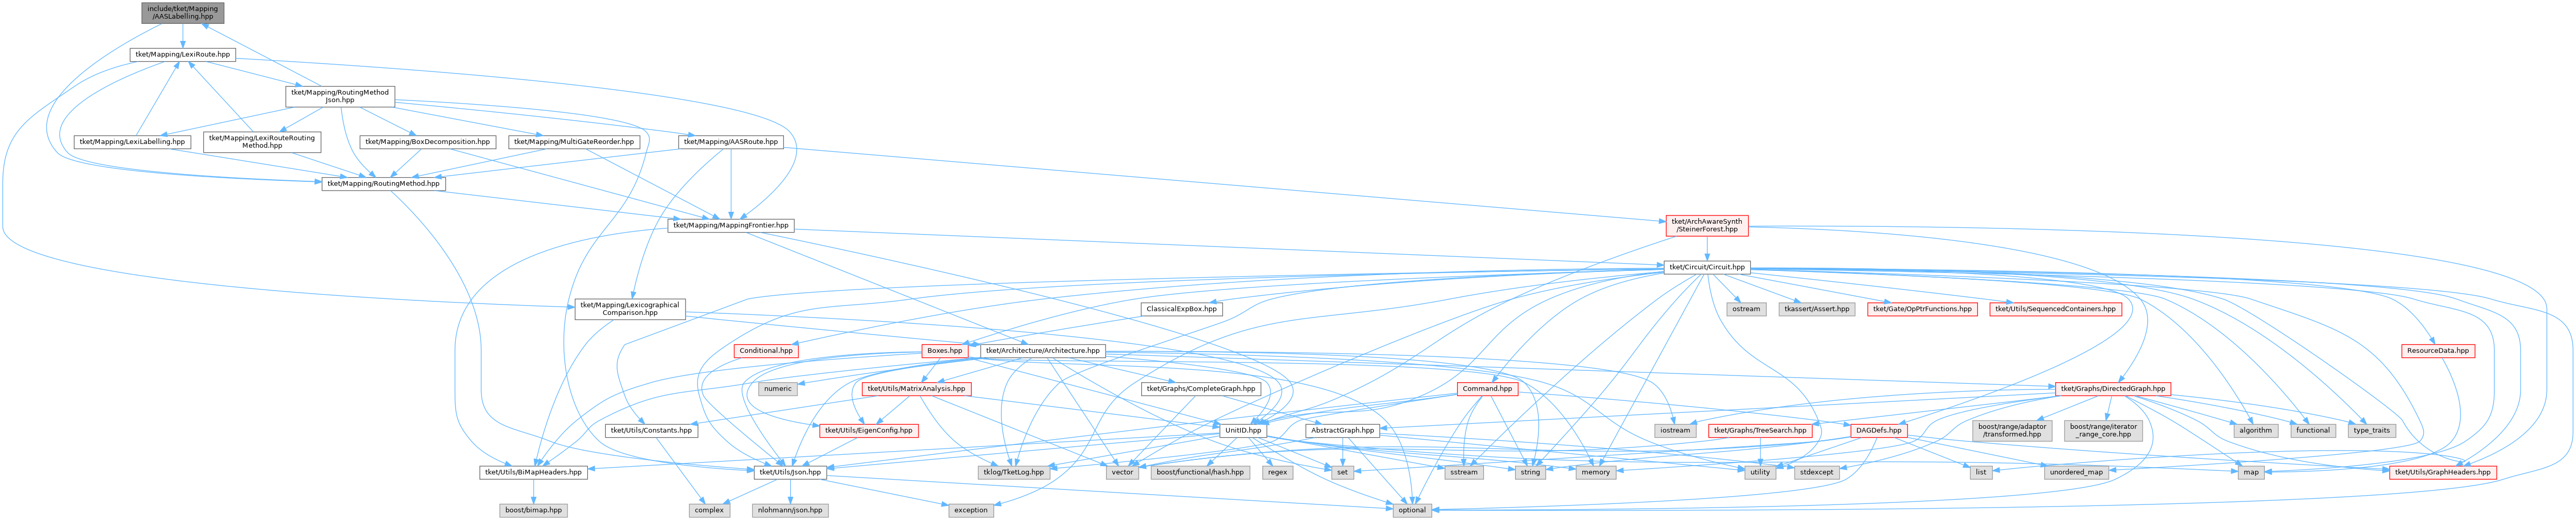 include/tket/Mapping
/AASLabelling.hpp
tket/Mapping/LexiRoute.hpp
tket/Mapping/RoutingMethod
Json.hpp
tket/Mapping/LexiLabelling.hpp
tket/Mapping/LexiRouteRouting
Method.hpp
tket/Mapping/BoxDecomposition.hpp
tket/Mapping/MultiGateReorder.hpp
tket/Mapping/AASRoute.hpp
tket/Mapping/RoutingMethod.hpp
tket/Mapping/MappingFrontier.hpp
tket/ArchAwareSynth
/SteinerForest.hpp
tket/Circuit/Circuit.hpp
tket/Mapping/Lexicographical
Comparison.hpp
ClassicalExpBox.hpp
ostream
tkassert/Assert.hpp
tket/Gate/OpPtrFunctions.hpp
tket/Utils/SequencedContainers.hpp
Conditional.hpp
Boxes.hpp
tket/Architecture/Architecture.hpp
ResourceData.hpp
numeric
tket/Utils/MatrixAnalysis.hpp
tket/Graphs/CompleteGraph.hpp
Command.hpp
tket/Graphs/DirectedGraph.hpp
tket/Utils/Constants.hpp
tket/Utils/EigenConfig.hpp
UnitID.hpp
AbstractGraph.hpp
iostream
tket/Graphs/TreeSearch.hpp
DAGDefs.hpp
boost/range/adaptor
/transformed.hpp
boost/range/iterator
_range_core.hpp
algorithm
functional
type_traits
tket/Utils/BiMapHeaders.hpp
tket/Utils/Json.hpp
tklog/TketLog.hpp
vector
boost/functional/hash.hpp
regex
set
sstream
string
memory
utility
stdexcept
list
unordered_map
map
tket/Utils/GraphHeaders.hpp
boost/bimap.hpp
complex
nlohmann/json.hpp
exception
optional